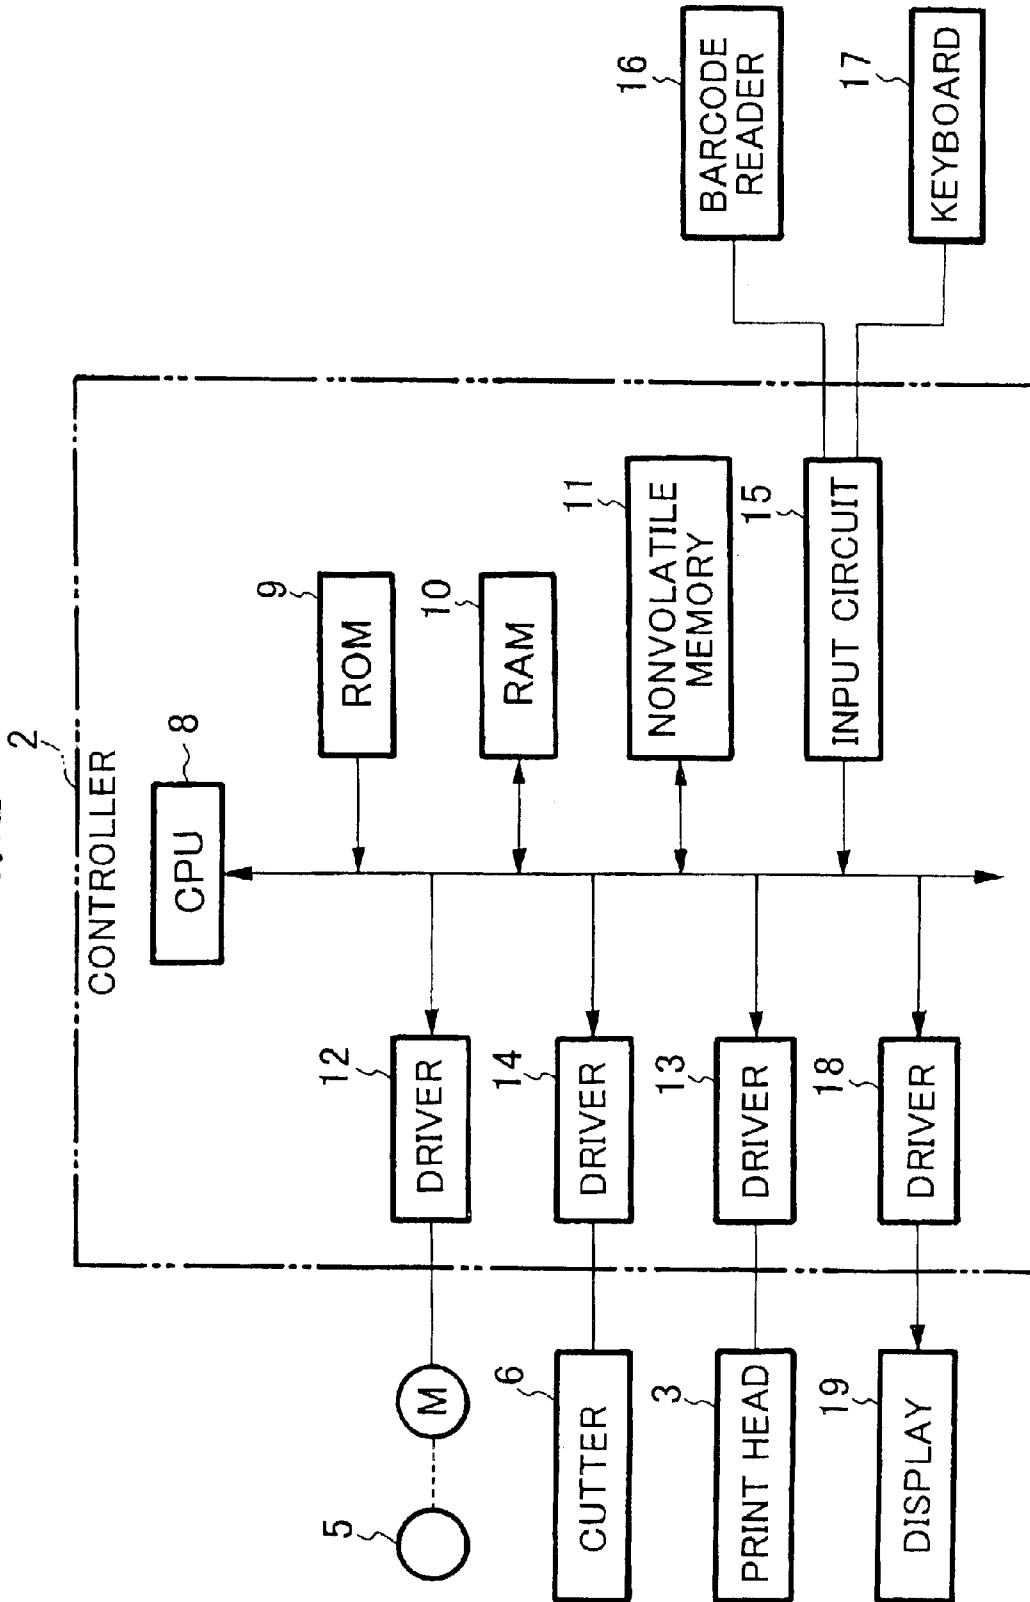 2
CONTROLLER
8
CPU
9
ROM
10
RAM
11
NONVOLATILE
MEMORY
15
INPUT CIRCUIT
16
BARCODE
READER
17
KEYBOARD
12
DRIVER
14
DRIVER
13
DRIVER
18
DRIVER
5
M
6
CUTTER
3
PRINT HEAD
19
DISPLAY